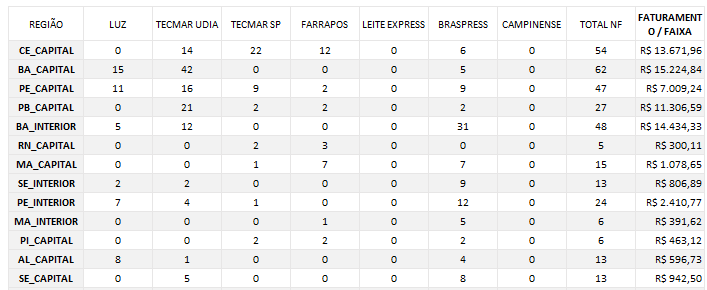 REGIÃO LUZ TECMAR UDIA TECMAR SP FARRAPOS LEITE EXPRESS BRASPRESS CAMPINENSE TOTAL NF FATURAMENTO / FAIXA
CE_CAPITAL 0 14 22 12 0 6 0 54 R$ 13.671,96
BA_CAPITAL 15 42 0 0 0 5 0 62 R$ 15.224,84
PE_CAPITAL 11 16 9 2 0 9 0 47 R$ 7.009,24
PB_CAPITAL 0 21 2 2 0 2 0 27 R$ 11.306,59
BA_INTERIOR 5 12 0 0 0 31 0 48 R$ 14.434,33
RN_CAPITAL 0 0 2 3 0 0 0 5 R$ 300,11
MA_CAPITAL 0 0 1 7 0 7 0 15 R$ 1.078,65
SE_INTERIOR 2 2 0 0 0 9 0 13 R$ 806,89
PE_INTERIOR 7 4 1 0 0 12 0 24 R$ 2.410,77
MA_INTERIOR 0 0 0 1 0 5 0 6 R$ 391,62
PI_CAPITAL 0 0 2 2 0 2 0 6 R$ 463,12
AL_CAPITAL 8 1 0 0 0 4 0 13 R$ 596,73
SE_CAPITAL 0 5 0 0 0 8 0 13 R$ 942,50